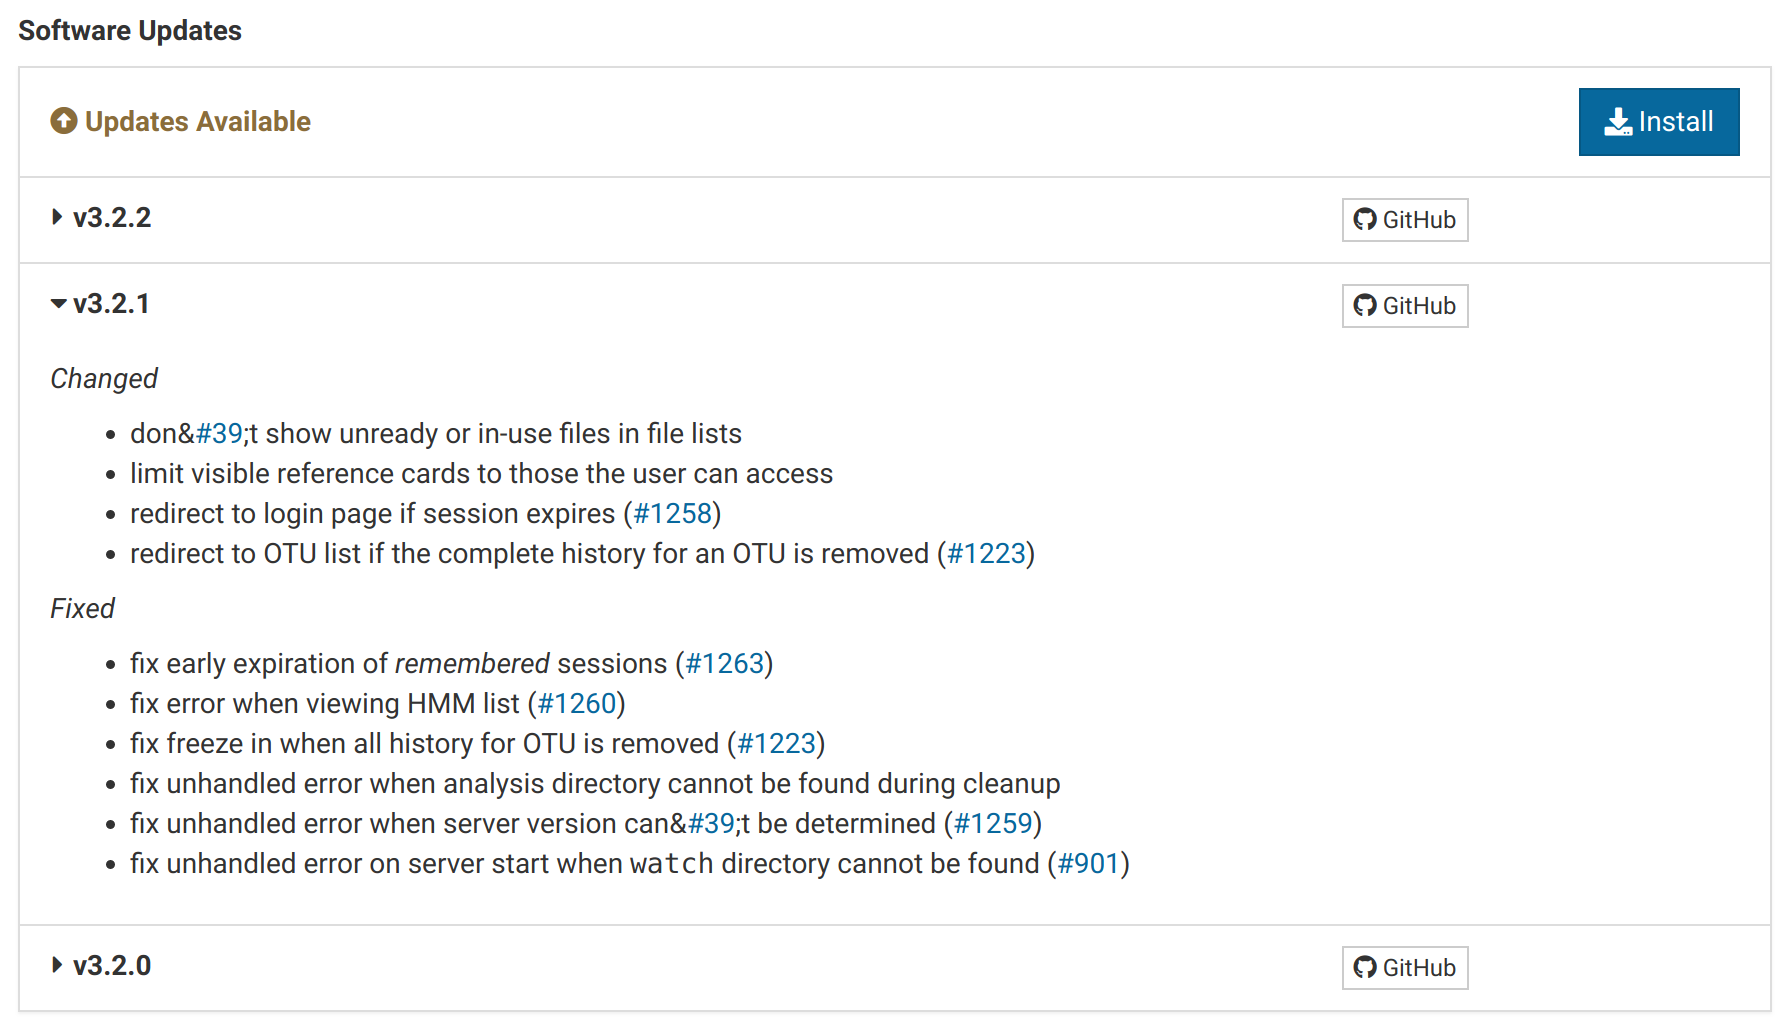 Software Updates
Updates Available
Install
v3.2.2
GitHub
v3.2.1
GitHub
Changed
don&#39;t show unready or in-use files in file lists
limit visible reference cards to those the user can access
redirect to login page if session expires (#1258)
redirect to OTU list if the complete history for an OTU is removed (#1223)
Fixed
fix early expiration of remembered sessions (#1263)
fix error when viewing HMM list (#1260)
fix freeze in when all history for OTU is removed (#1223)
fix unhandled error when analysis directory cannot be found during cleanup
fix unhandled error when server version can&#39;t be determined (#1259)
fix unhandled error on server start when watch directory cannot be found (#901)
v3.2.0
GitHub